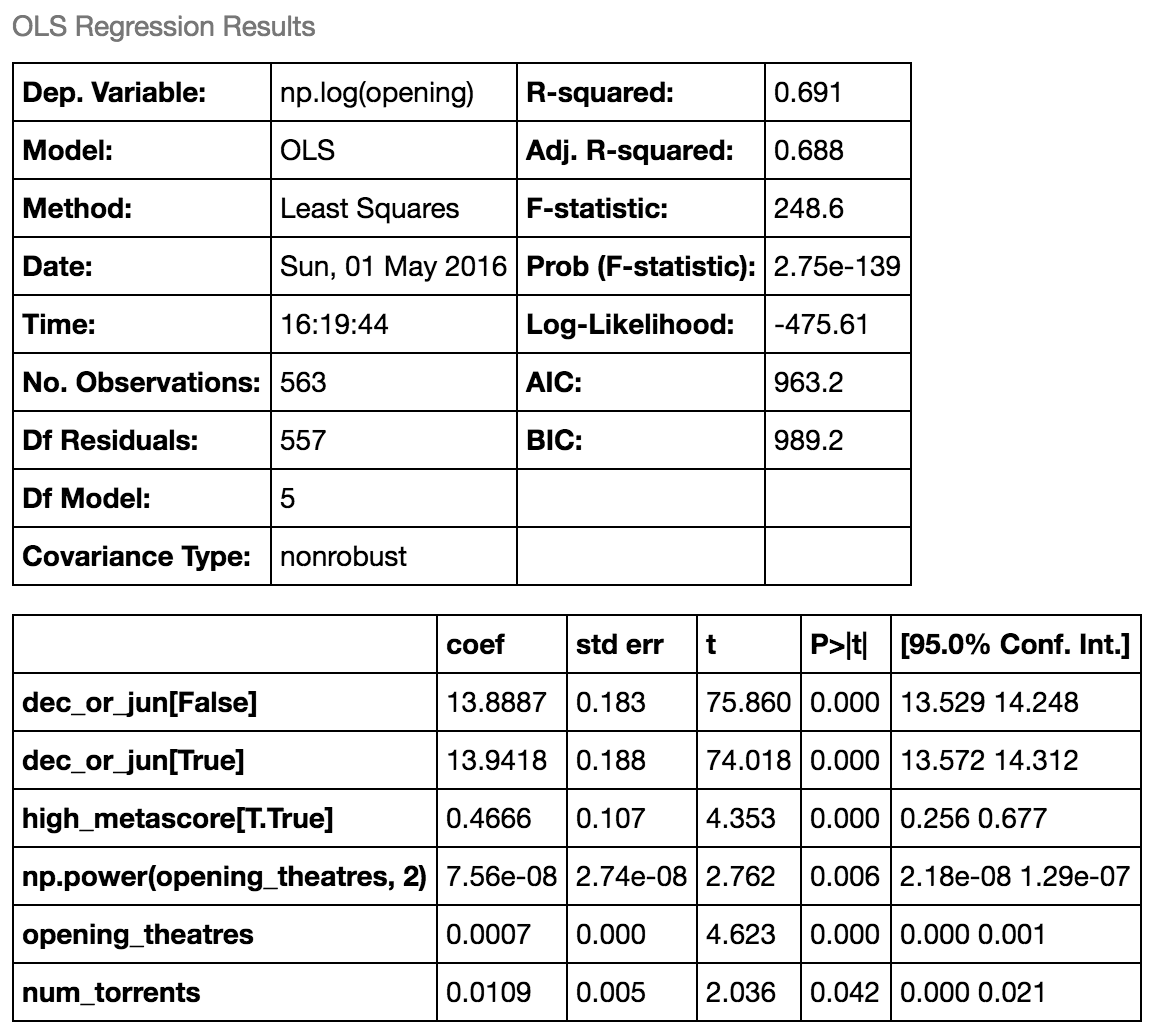 OLS Regression Results
Dep. Variable: np.log(opening) R-squared: 0.691
Model: OLS Adj. R-squared: 0.688
Method: Least Squares F-statistic: 248.6
Date: Sun, 01 May 2016 Prob (F-statistic): 2.75e-139
Time: 16:19:44 Log-Likelihood: -475.61
No. Observations: 563 AIC: 963.2
Df Residuals: 557 BIC: 989.2
Df Model: 5
Covariance Type: nonrobust
coef std err t P>|t| [95.0% Conf. Int.]
dec_or_jun[False] 13.8887 0.183 75.860 0.000 13.529 14.248
dec_or_jun[True] 13.9418 0.188 74.018 0.000 13.572 14.312
high_metascore[T.True] 0.4666 0.107 4.353 0.000 0.256 0.677
np.power(opening_theatres, 2) 7.56e-08 2.74e-08 2.762 0.006 2.18e-08 1.29e-07
opening_theatres 0.0007 0.000 4.623 0.000 0.000 0.001
num_torrents 0.0109 0.005 2.036 0.042 0.000 0.021